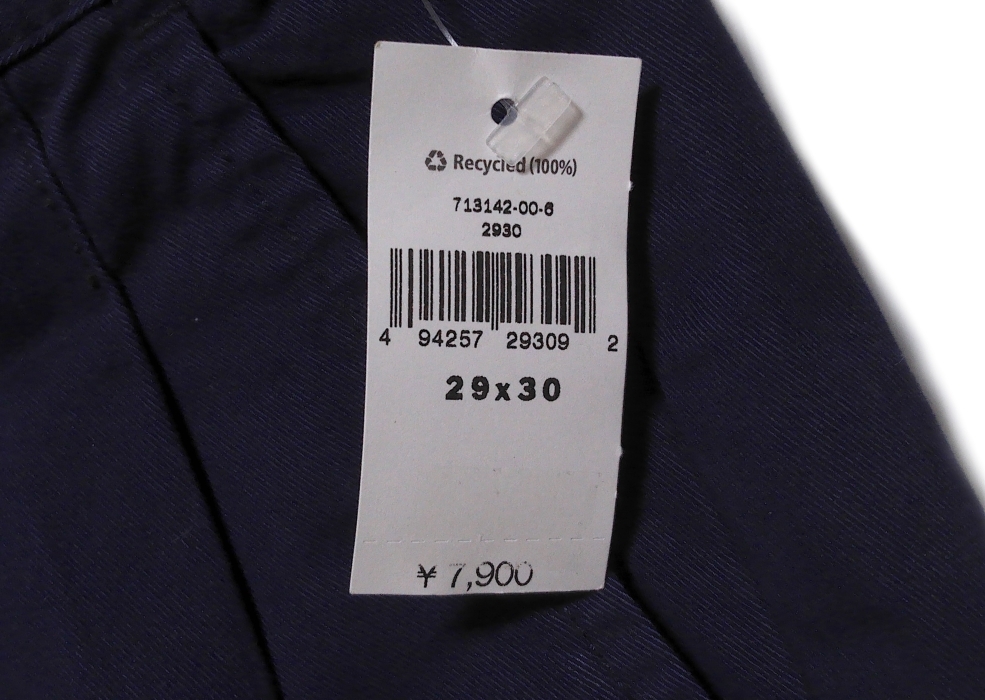 Recycled (100%)
713142-00-6
2930
4 94257 29309 2
29x30
¥ 7,900